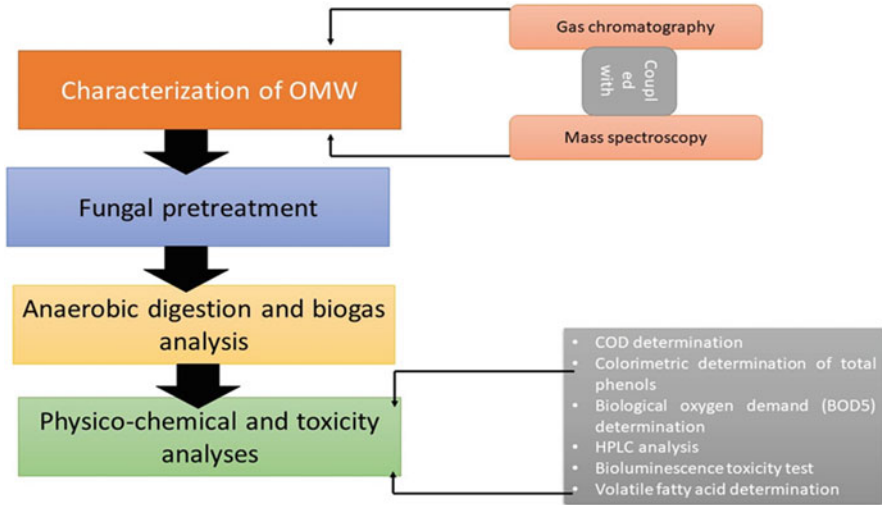 Gas chromatography
Coupl
ed
with
Mass spectroscopy
Characterization of OMW
Fungal pretreatment
Anaerobic digestion and biogas
analysis
Physico-chemical and toxicity
analyses
• COD determination
• Colorimetric determination of total
phenols
• Biological oxygen demand (BOD5)
determination
• HPLC analysis
• Bioluminescence toxicity test
• Volatile fatty acid determination